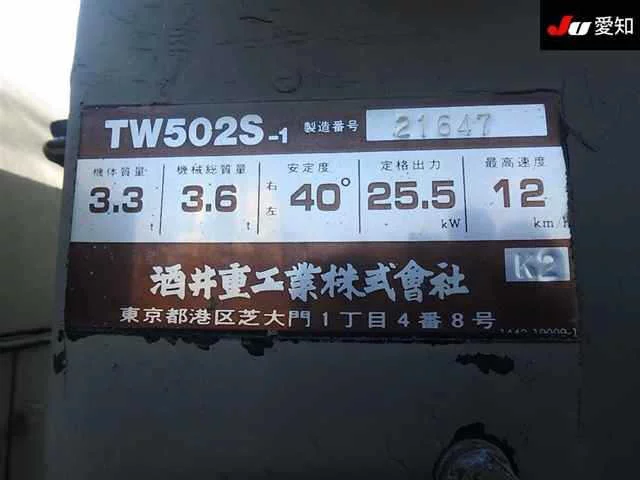 JU 愛知
TW502S-1 製造番号 21647
機体質量 機械総質量 安定度 定格出力 最高速度
3.3 t 3.6 t 右 左 40° 25.5 kW 12 km/h
K2
酒井重工業株式會社
東京都港区芝大門1丁目4番8号